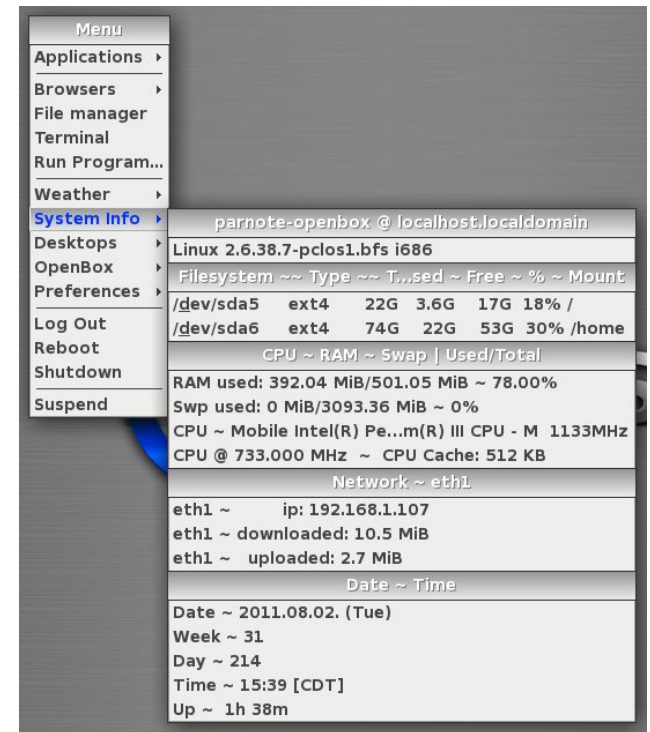 Menu
Applications
Browsers
File manager
Terminal
Run Program...
Weather
System Info
Desktops
OpenBox
Preferences
Log Out
Reboot
Shutdown
Suspend
parnote-openbox @ localhost.localdomain
Linux 2.6.38.7-pclos1.bfs i686
Filesystem ~~ Type ~~ T...sed ~ Free ~ % ~ Mount
/dev/sda5 ext4 22G 3.6G 17G 18% /
/dev/sda6 ext4 74G 22G 53G 30% /home
CPU ~ RAM ~ Swap | Used/Total
RAM used: 392.04 MiB/501.05 MiB ~ 78.00%
Swp used: 0 MiB/3093.36 MiB ~ 0%
CPU ~ Mobile Intel(R) Pe...m(R) III CPU - M 1133MHz
CPU @ 733.000 MHz ~ CPU Cache: 512 KB
Network ~ eth1
eth1 ~ ip: 192.168.1.107
eth1 ~ downloaded: 10.5 MiB
eth1 ~ uploaded: 2.7 MiB
Date ~ Time
Date ~ 2011.08.02. (Tue)
Week ~ 31
Day ~ 214
Time ~ 15:39 [CDT]
Up ~ 1h 38m